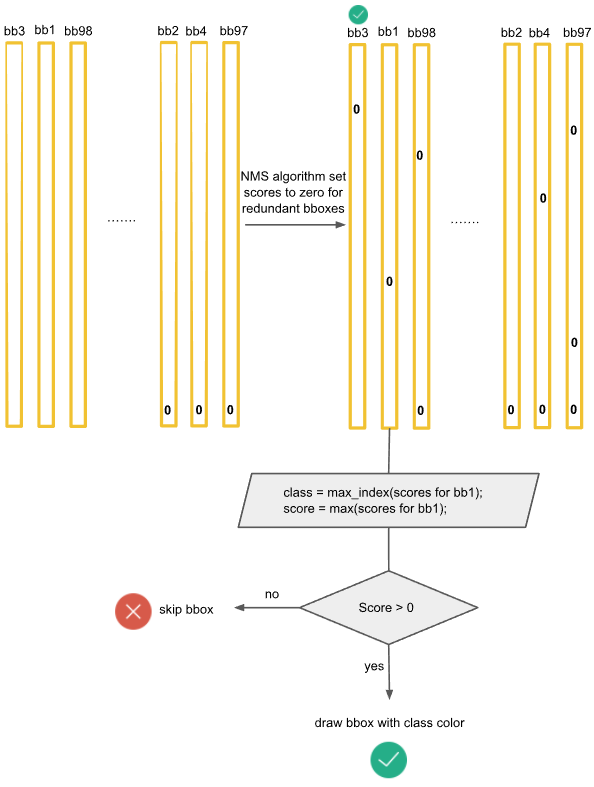 bb3 bb1 bb98 bb2 bb4 bb97
bb3 bb1 bb98 bb2 bb4 bb97
0
0
0
0
NMS algorithm set
scores to zero for
redundant bboxes
.......
.......
0
0
0 0 0
0 0 0 0
class = max_index(scores for bb1);
score = max(scores for bb1);
Score > 0
no
skip bbox
yes
draw bbox with class color